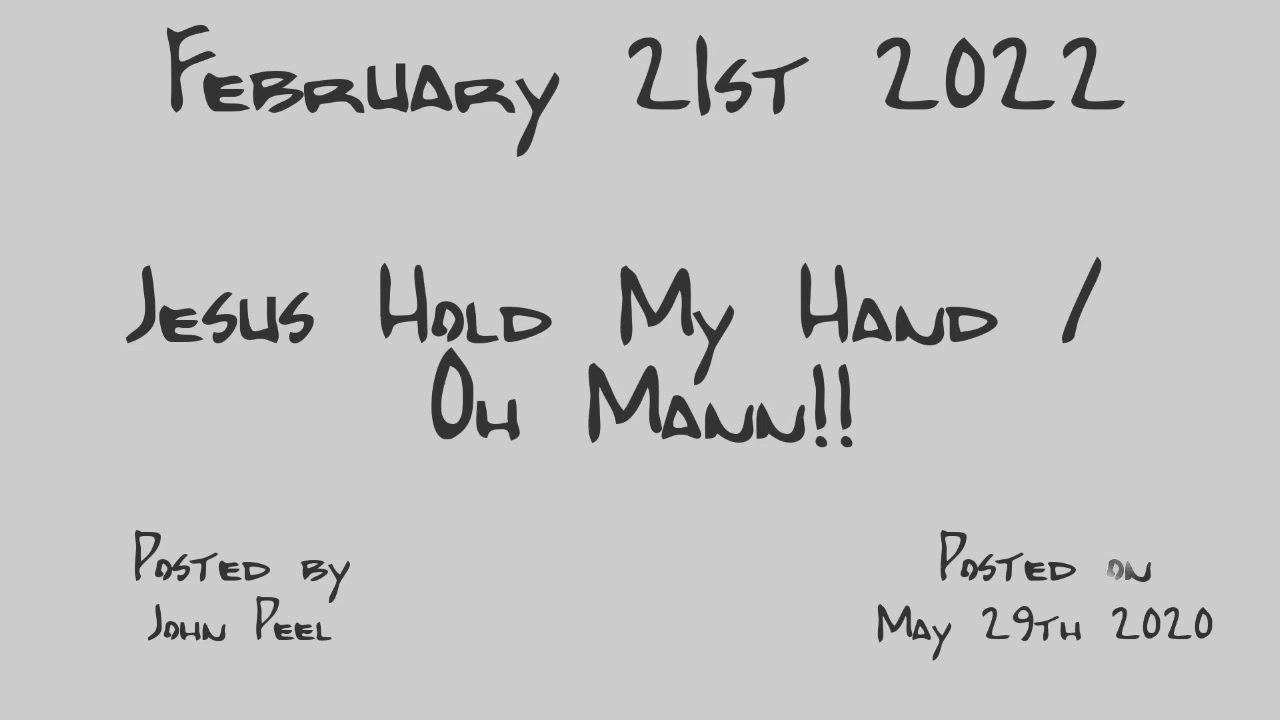 February 21st 2022
Jesus Hold My Hand /
Oh Mann!!
Posted by
John Peel
Posted on
May 29th 2020